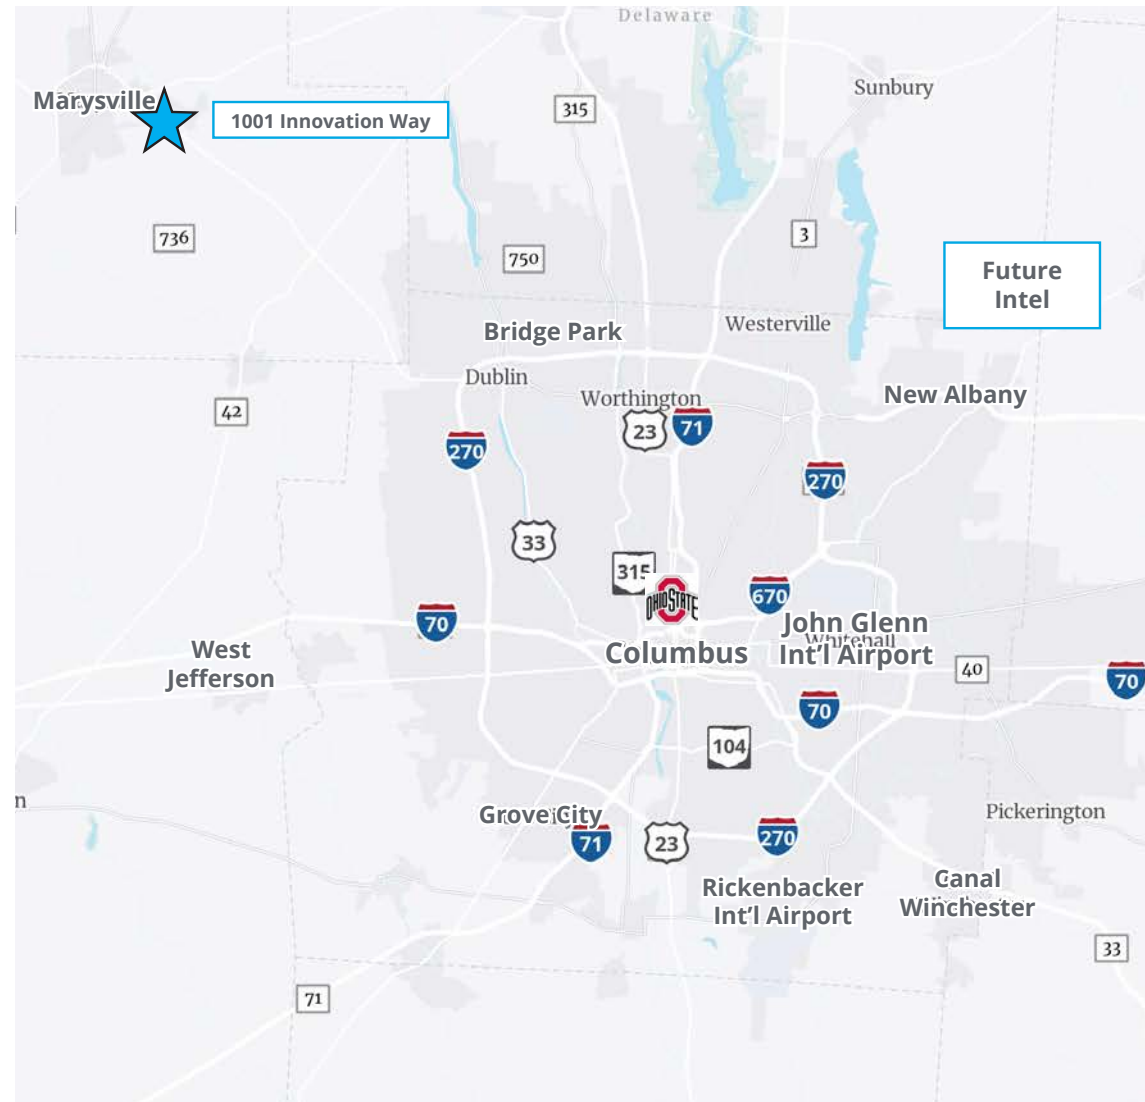 Delaware
Sunbury
Marysville
1001 Innovation Way
315
3
736
750
Future
Intel
Bridge Park
Westerville
Dublin
New Albany
Worthington
42
23
71
270
270
33
315
OHIO STATE
670
70
John Glenn
Int'l Airport
Whitehall
Columbus
West
Jefferson
40
70
70
104
Grove City
71
23
270
Pickerington
n
Rickenbacker
Int'l Airport
Canal
Winchester
33
71